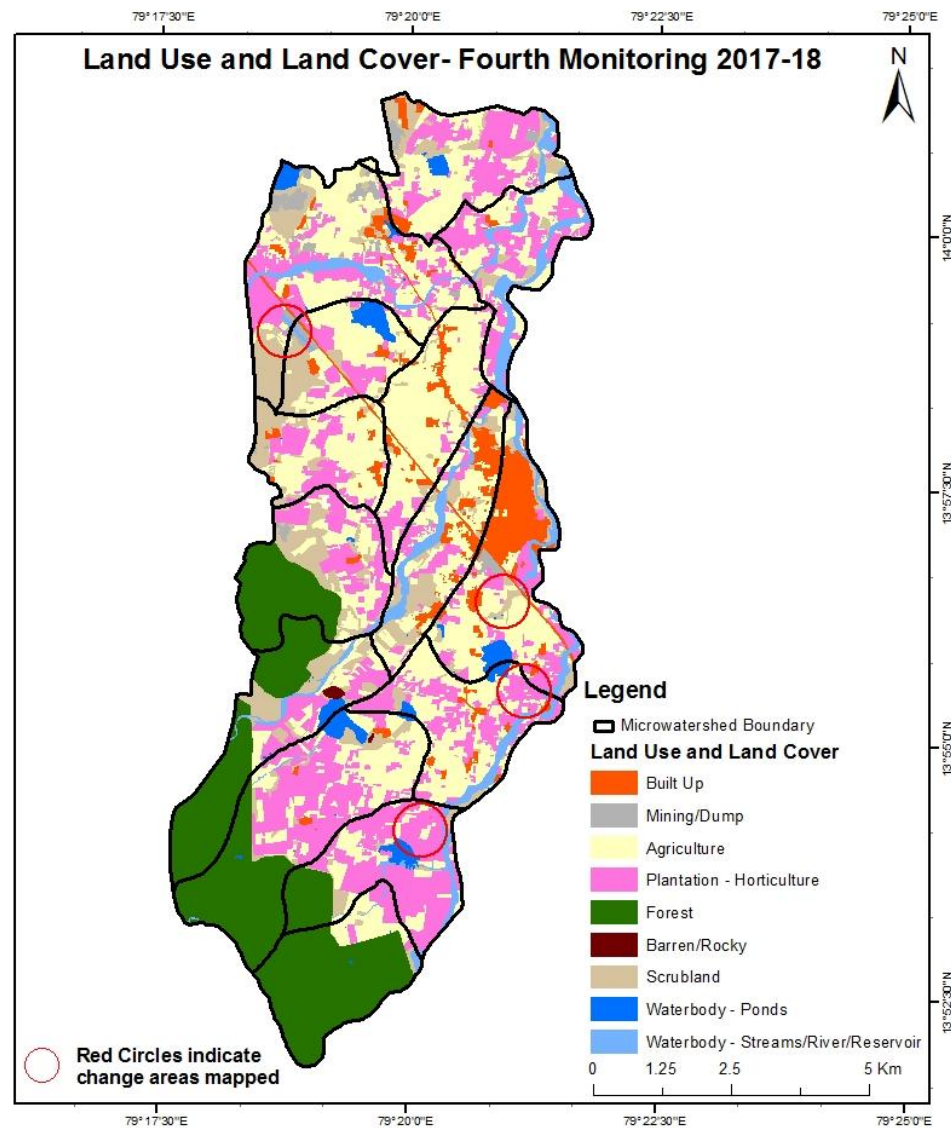 79° 17'30"E 79° 20'0"E 79° 22'30"E 79° 25'0"E
Land Use and Land Cover- Fourth Monitoring 2017-18
N
14°0'0"N
13°57'30"N
13°55'0"N
13°52'30"N
Legend
Microwatershed Boundary
Land Use and Land Cover
Built Up
Mining/Dump
Agriculture
Plantation - Horticulture
Forest
Barren/Rocky
Scrubland
Waterbody - Ponds
Waterbody - Streams/River/Reservoir
0 1.25 2.5 5 Km
Red Circles indicate
change areas mapped
79° 17'30"E 79° 20'0"E 79° 22'30"E 79° 25'0"E